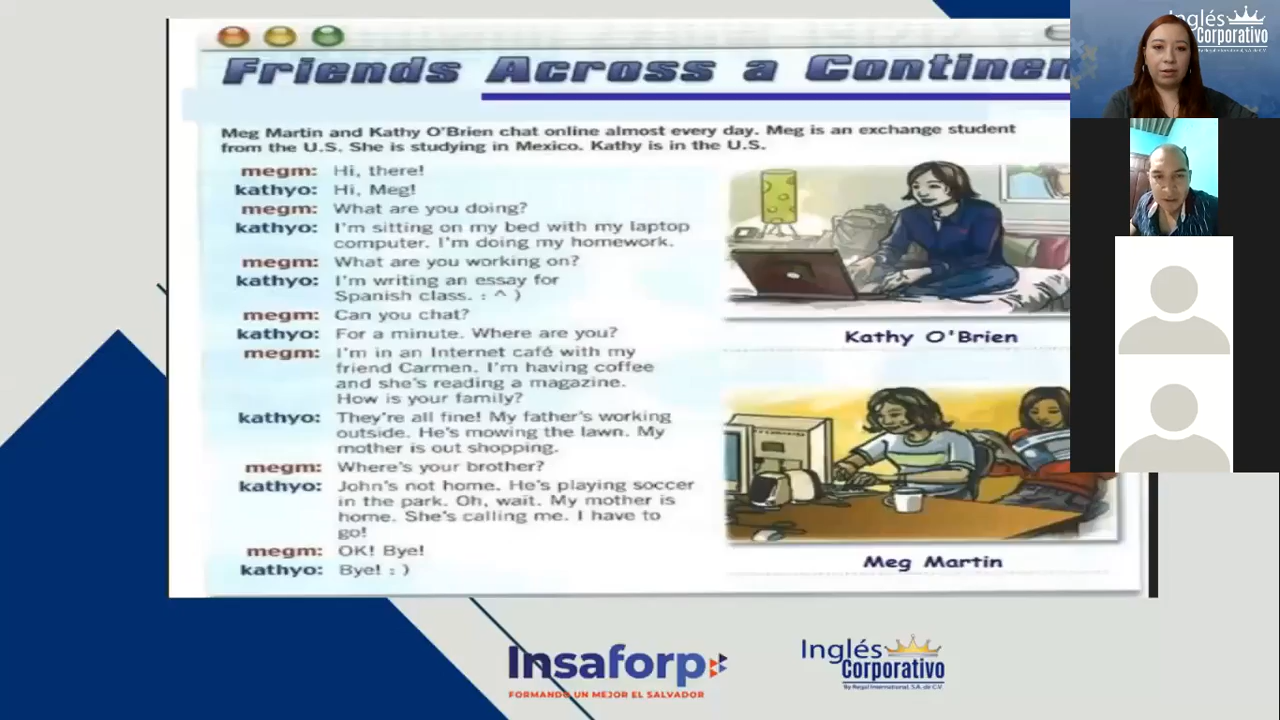 Inglés
Corporativo
By Regal International, S.A. de C.V.
Friends Across a Continen
Meg Martin and Kathy O'Brien chat online almost every day. Meg is an exchange student
from the U.S. She is studying in Mexico. Kathy is in the U.S.
megm: Hi, there!
kathyo: Hi, Meg!
megm: What are you doing?
kathyo: I'm sitting on my bed with my laptop
computer. I'm doing my homework.
megm: What are you working on?
kathyo: I'm writing an essay for
Spanish class. : ^ )
megm: Can you chat?
kathyo: For a minute. Where are you?
megm: I'm in an Internet café with my
friend Carmen. I'm having coffee
and she's reading a magazine.
How is your family?
kathyo: They're all fine! My father's working
outside. He's mowing the lawn. My
mother is out shopping.
megm: Where's your brother?
kathyo: John's not home. He's playing soccer
in the park. Oh, wait. My mother is
home. She's calling me. I have to
go!
megm: OK! Bye!
kathyo: Bye! : )
Kathy O'Brien
Meg Martin
Insaforp
FORMANDO UN MEJOR EL SALVADOR
Inglés
Corporativo
By Regal International, S.A. de C.V.